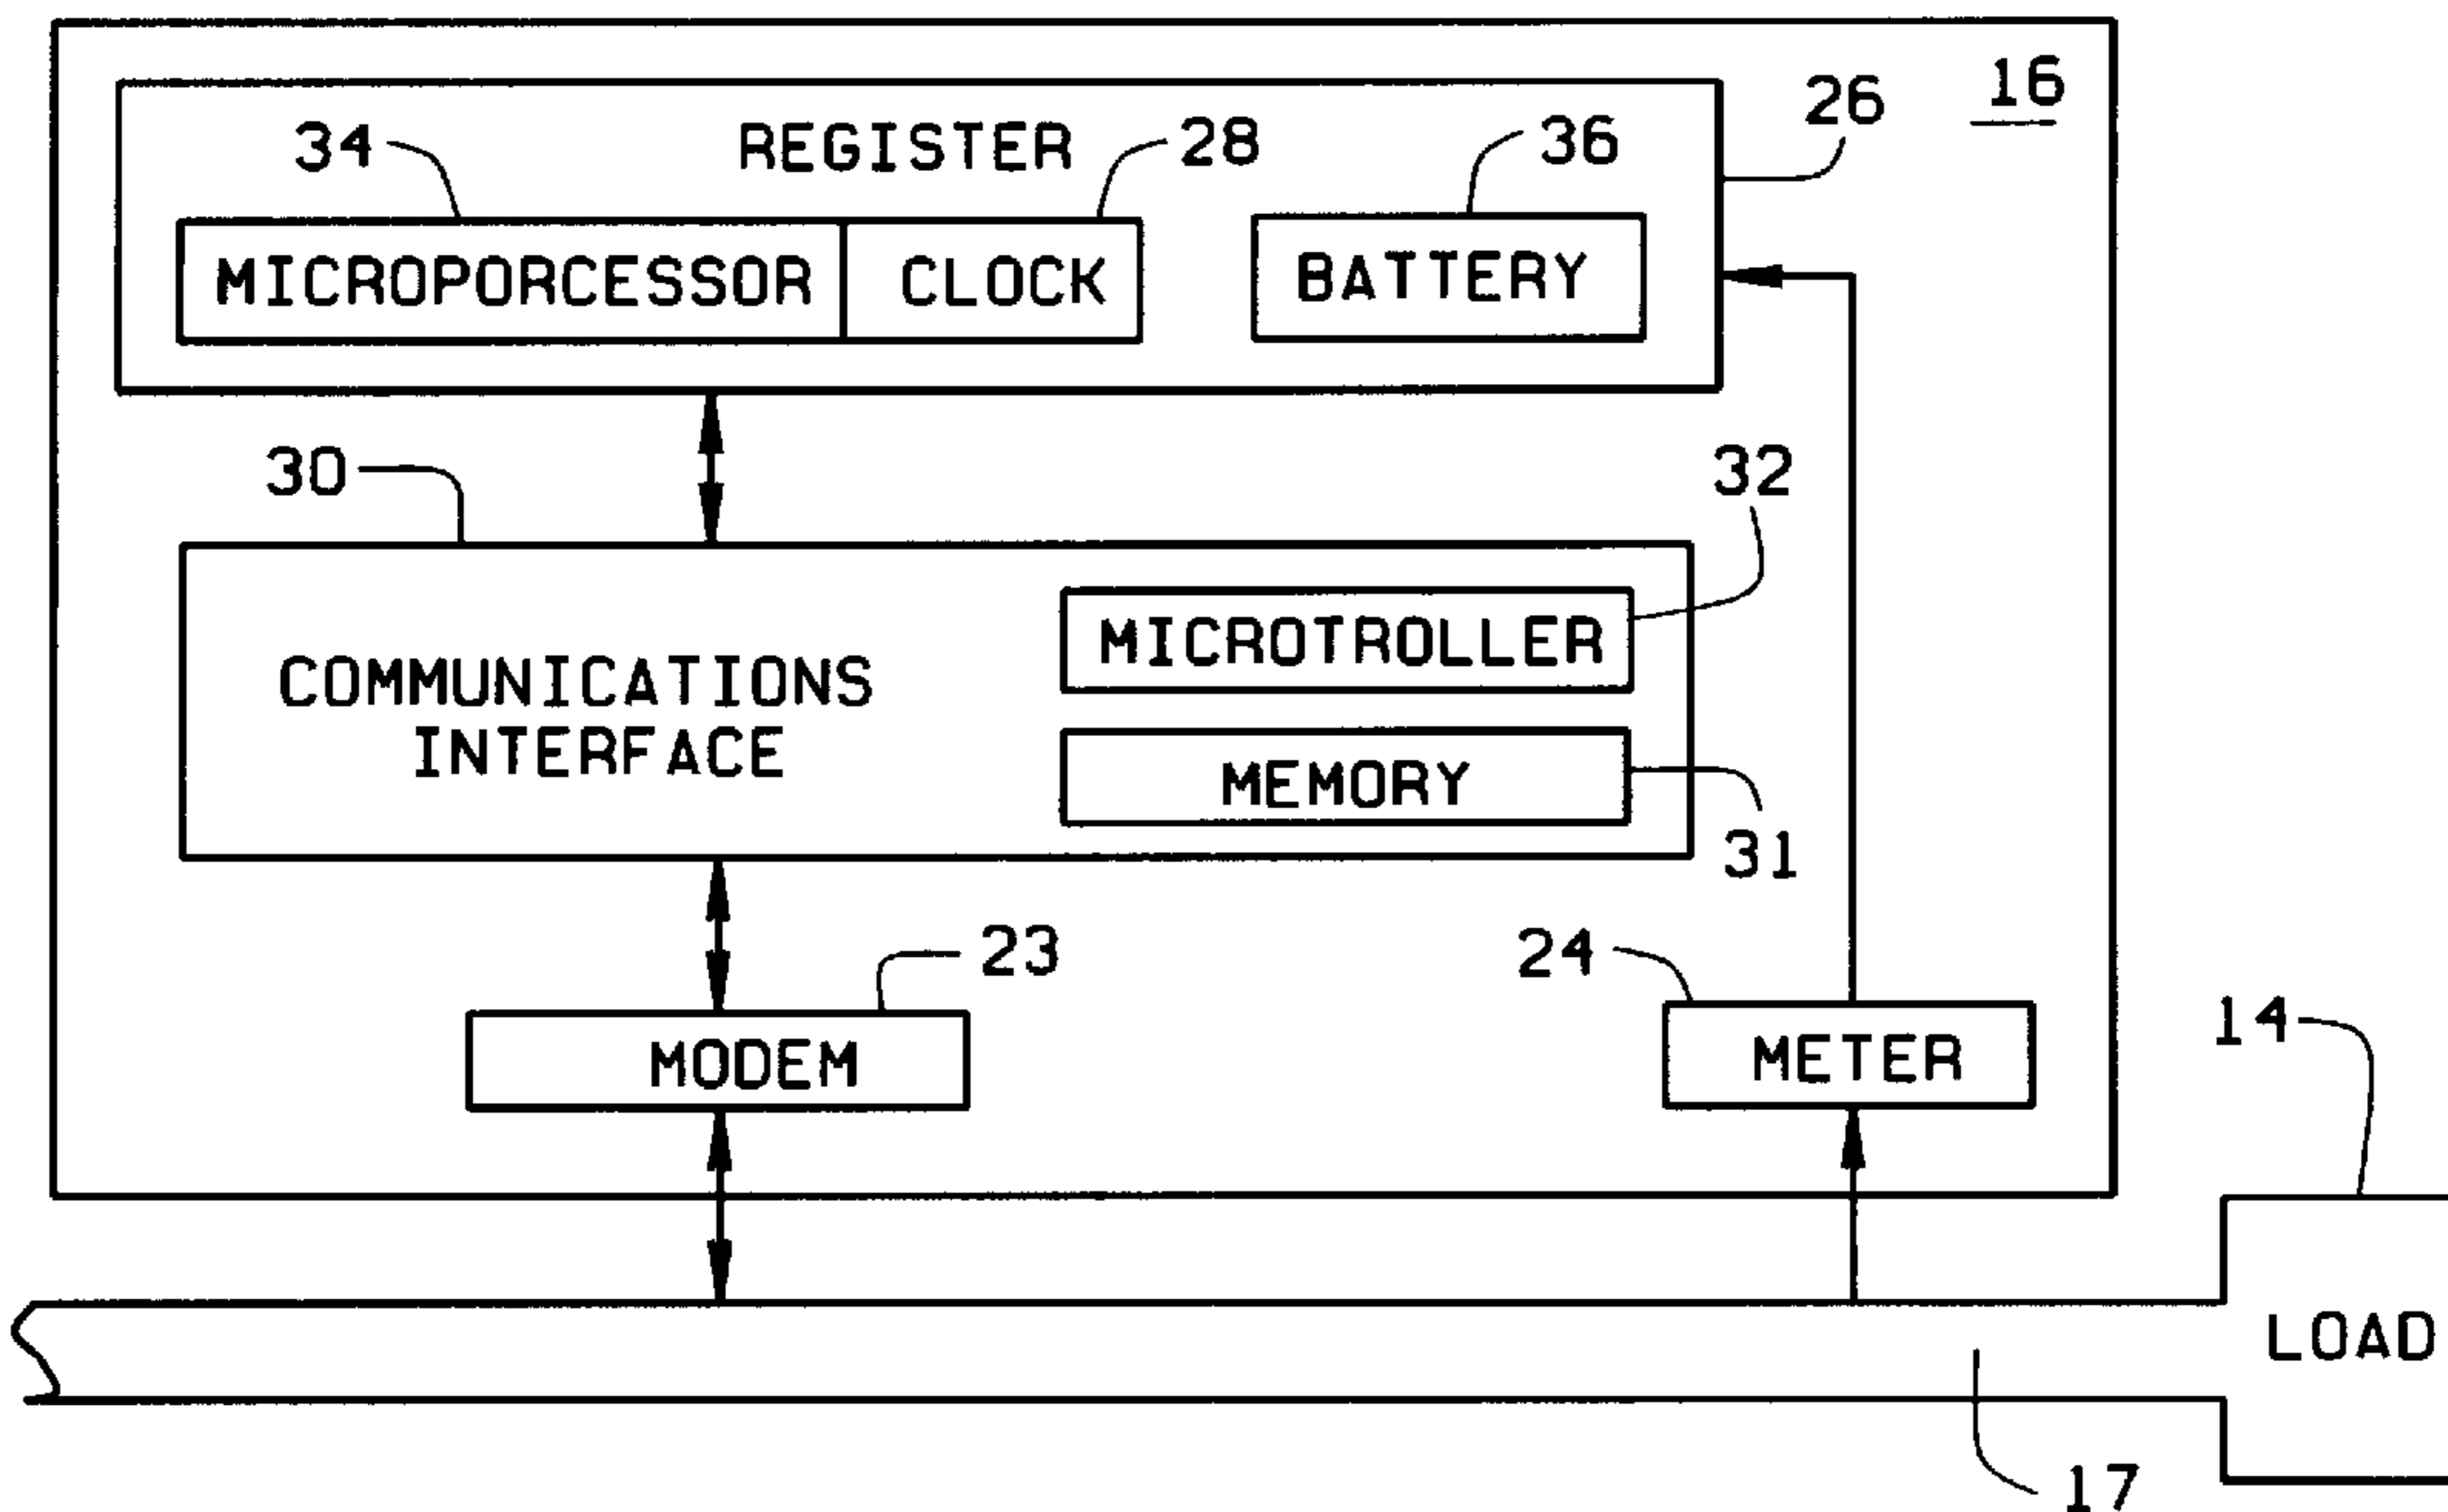 16
26
34
REGISTER
28
36
MICROPORCESSOR
CLOCK
BATTERY
30
32
MICROTROLLER
COMMUNICATIONS
INTERFACE
MEMORY
31
23
24
MODEM
METER
14
LOAD
17